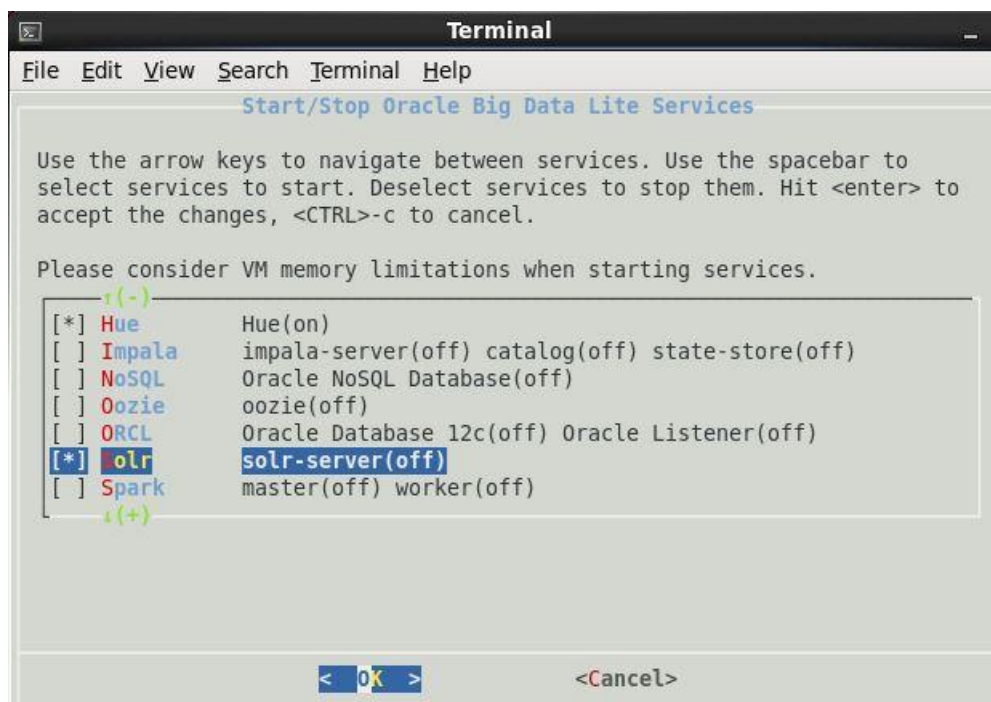 Terminal
File Edit View Search Terminal Help
Start/Stop Oracle Big Data Lite Services
Use the arrow keys to navigate between services. Use the spacebar to
select services to start. Deselect services to stop them. Hit <enter> to
accept the changes, <CTRL>-c to cancel.
Please consider VM memory limitations when starting services.
↑(-)
[*] Hue Hue(on)
[ ] Impala impala-server(off) catalog(off) state-store(off)
[ ] NoSQL Oracle NoSQL Database(off)
[ ] Oozie oozie(off)
[ ] ORCL Oracle Database 12c(off) Oracle Listener(off)
[*] Solr solr-server(off)
[ ] Spark master(off) worker(off)
↓(+)
< OK > <Cancel>